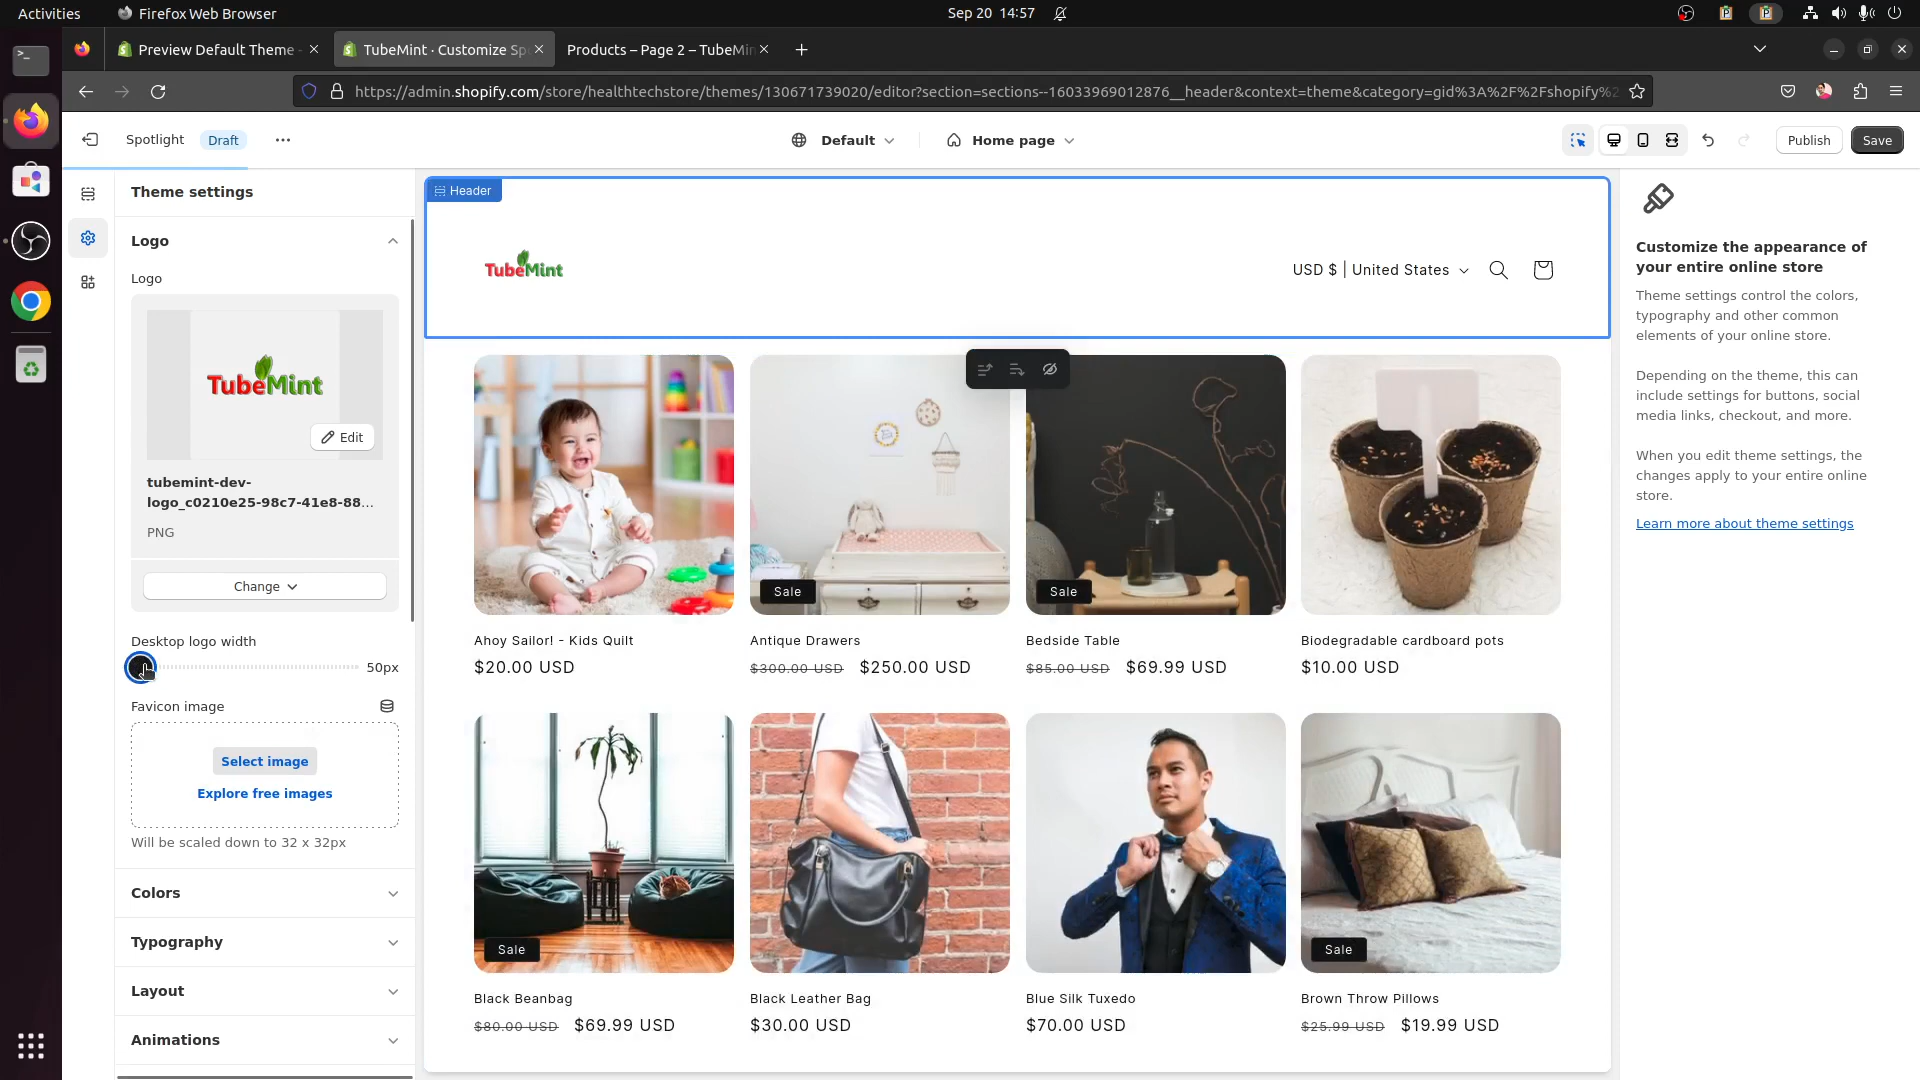 Activities
Firefox Web Browser
Sep 20 14:57
Preview Default Theme -
TubeMint · Customize Sp
Products – Page 2 – TubeMin
https://admin.shopify.com/store/healthtechstore/themes/130671739020/editor?section=sections--16033969012876__header&context=theme&category=gid%3A%2F%2Fshopify%2
Spotlight
Draft
Default
Home page
Publish
Save
Theme settings
Header
Logo
Logo
TubeMint
Edit
tubemint-dev-
logo_c0210e25-98c7-41e8-88...
PNG
Change
Desktop logo width
50px
Favicon image
Select image
Explore free images
Will be scaled down to 32 x 32px
Colors
Typography
Layout
Animations
TubeMint
USD $ | United States
Sale
Sale
Ahoy Sailor! - Kids Quilt
Antique Drawers
Bedside Table
Biodegradable cardboard pots
$20.00 USD
$300.00 USD $250.00 USD
$85.00 USD $69.99 USD
$10.00 USD
Sale
Sale
Black Beanbag
Black Leather Bag
Blue Silk Tuxedo
Brown Throw Pillows
$80.00 USD $69.99 USD
$30.00 USD
$70.00 USD
$25.99 USD $19.99 USD
Customize the appearance of
your entire online store
Theme settings control the colors,
typography and other common
elements of your online store.
Depending on the theme, this can
include settings for buttons, social
media links, checkout, and more.
When you edit theme settings, the
changes apply to your entire online
store.
Learn more about theme settings